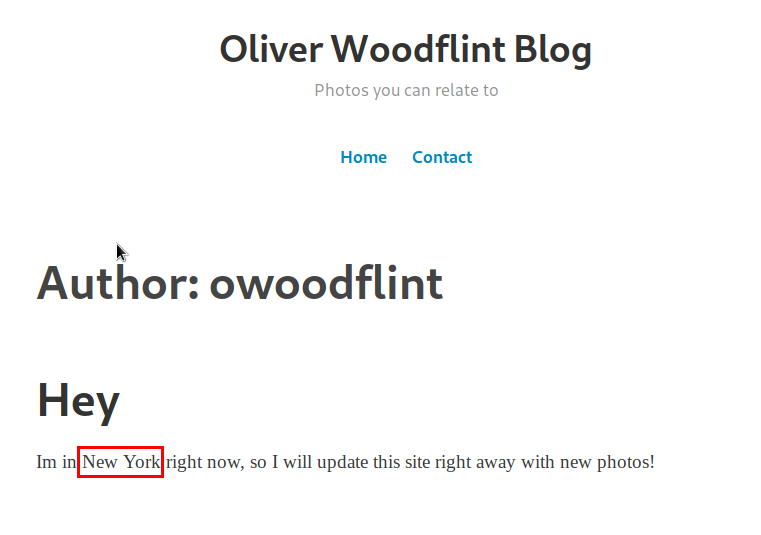 Oliver Woodflint Blog
Photos you can relate to
Home Contact
Author: owoodflint
Hey
Im in New York right now, so I will update this site right away with new photos!